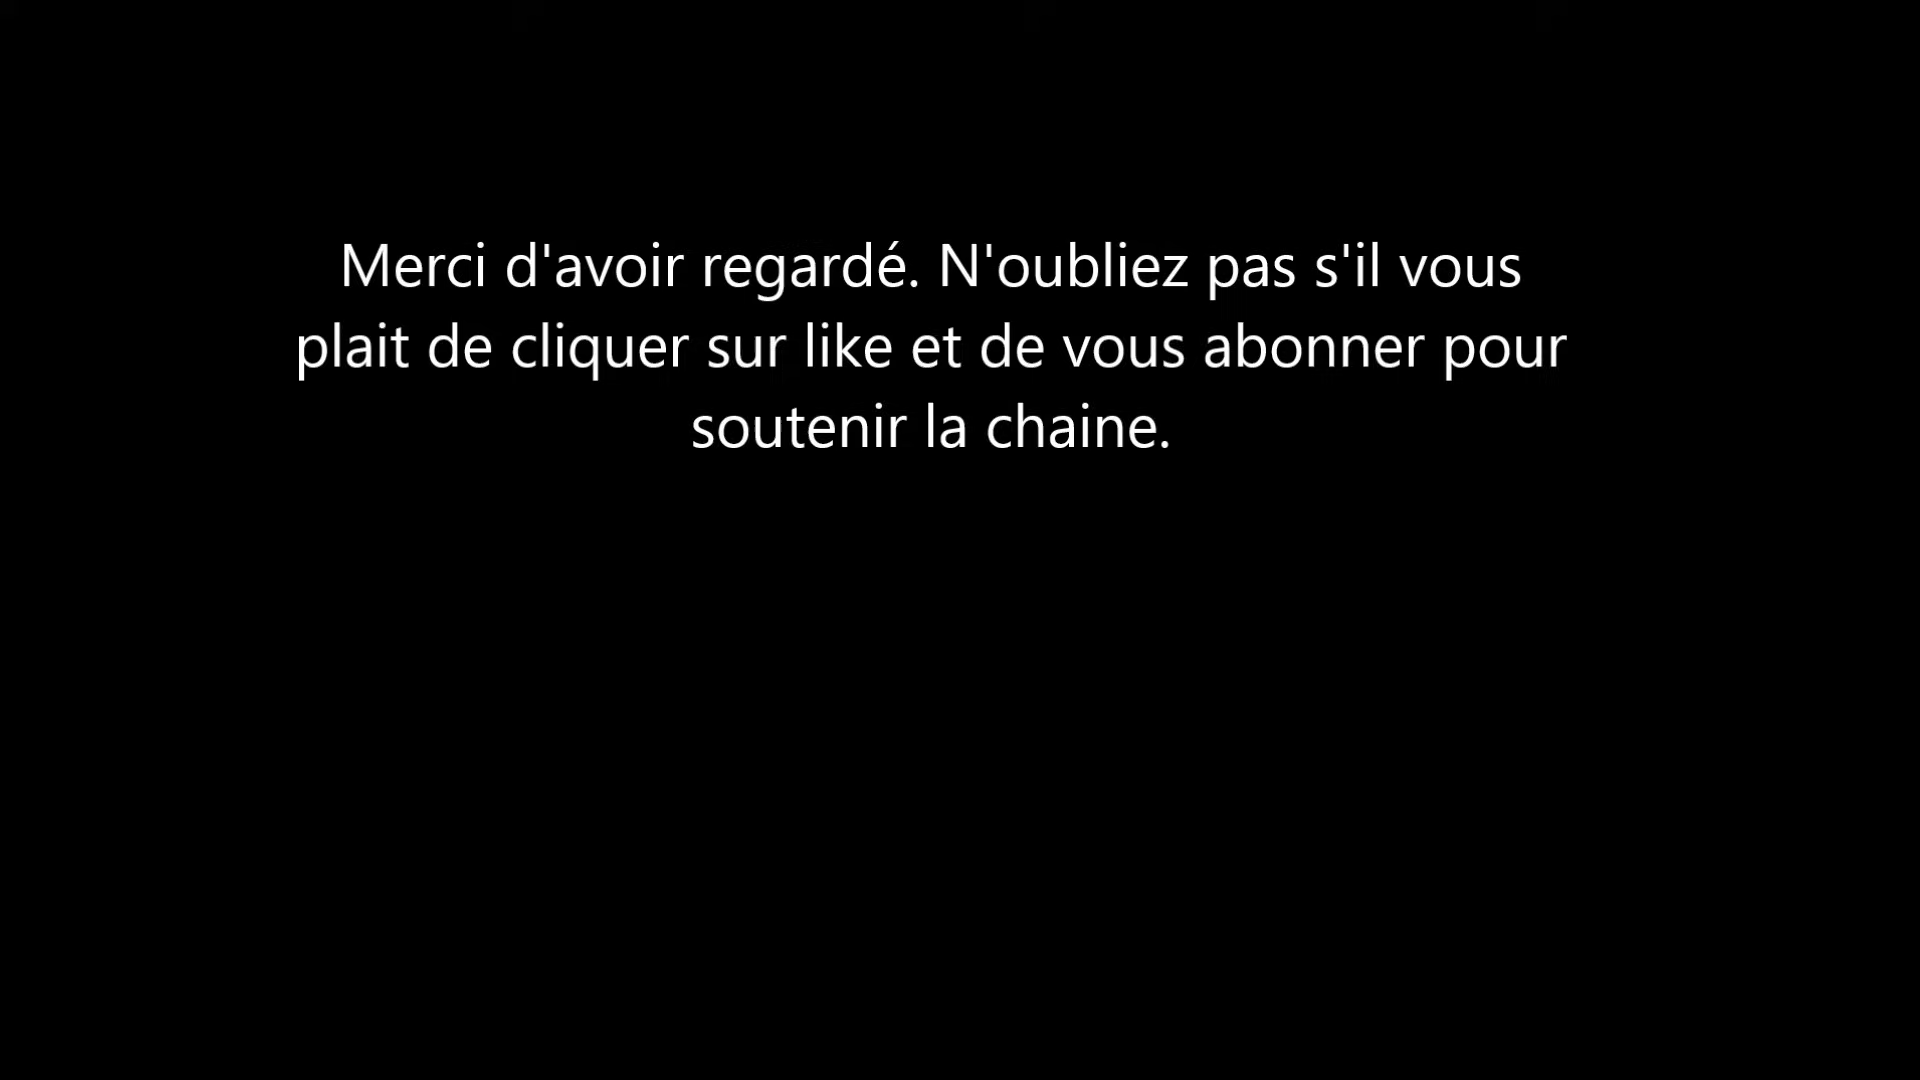 Merci d'avoir regardé. N'oubliez pas s'il vous
plait de cliquer sur like et de vous abonner pour
soutenir la chaine.